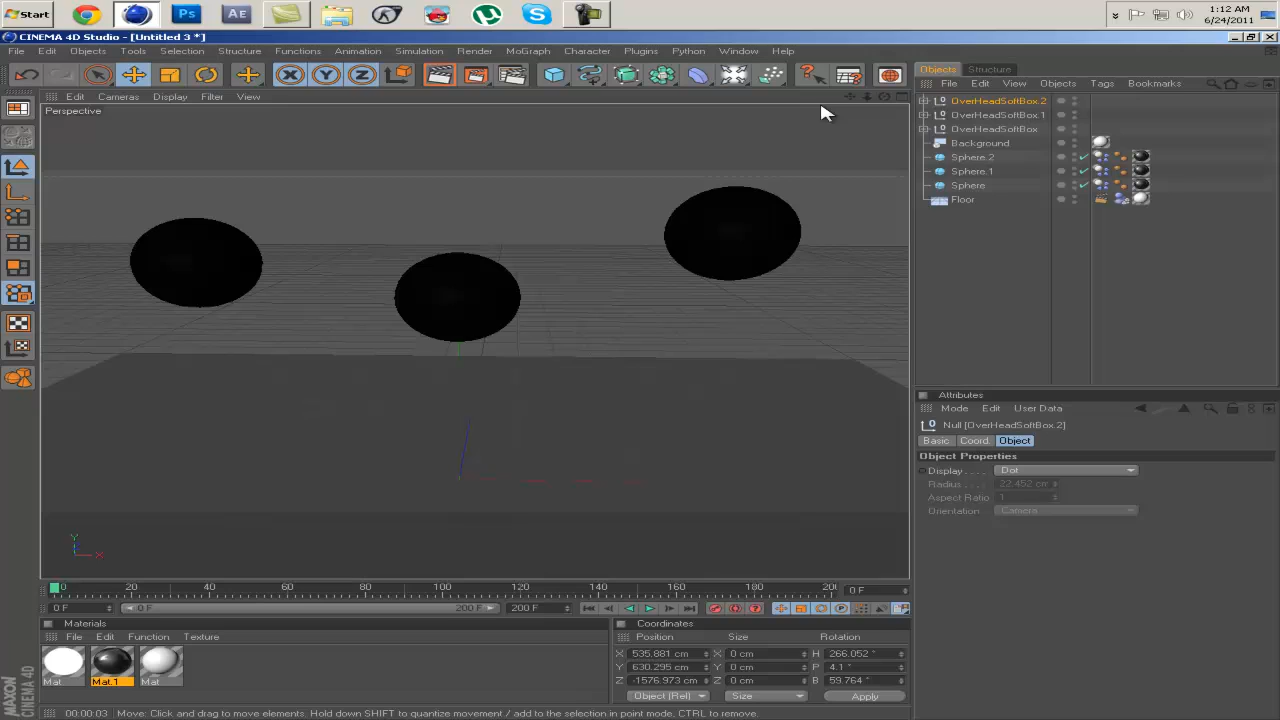 Start
Ps
Ae
1:12 AM
6/24/2011
CINEMA 4D Studio - [Untitled 3 *]
File Edit Objects Tools Selection Structure Functions Animation Simulation Render MoGraph Character Plugins Python Window Help
X Y Z
Objects Structure
Edit Cameras Display Filter View
File Edit View Objects Tags Bookmarks
Perspective
OverHeadSoftBox.2
OverHeadSoftBox.1
OverHeadSoftBox
Background
Sphere.2
Sphere.1
Sphere
Floor
Attributes
Mode Edit User Data
Null [OverHeadSoftBox.2]
Basic Coord. Object
Object Properties
Display Dot
Radius 22.452 cm
Aspect Ratio 1
Orientation Camera
Y
X
0 20 40 60 80 100 120 140 160 180 20 0 F
0 F 0 F 200 F 200 F
Materials
File Edit Function Texture
Mat Mat.1 Mat
Coordinates
Position Size Rotation
X 535.881 cm X 0 cm H 266.052 °
Y 630.295 cm Y 0 cm P 4.1 °
Z -1576.973 cm Z 0 cm B 59.764 °
Object (Rel) Size Apply
MAXON
CINEMA 4D
00:00:03 Move: Click and drag to move elements. Hold down SHIFT to quantize movement / add to the selection in point mode, CTRL to remove.